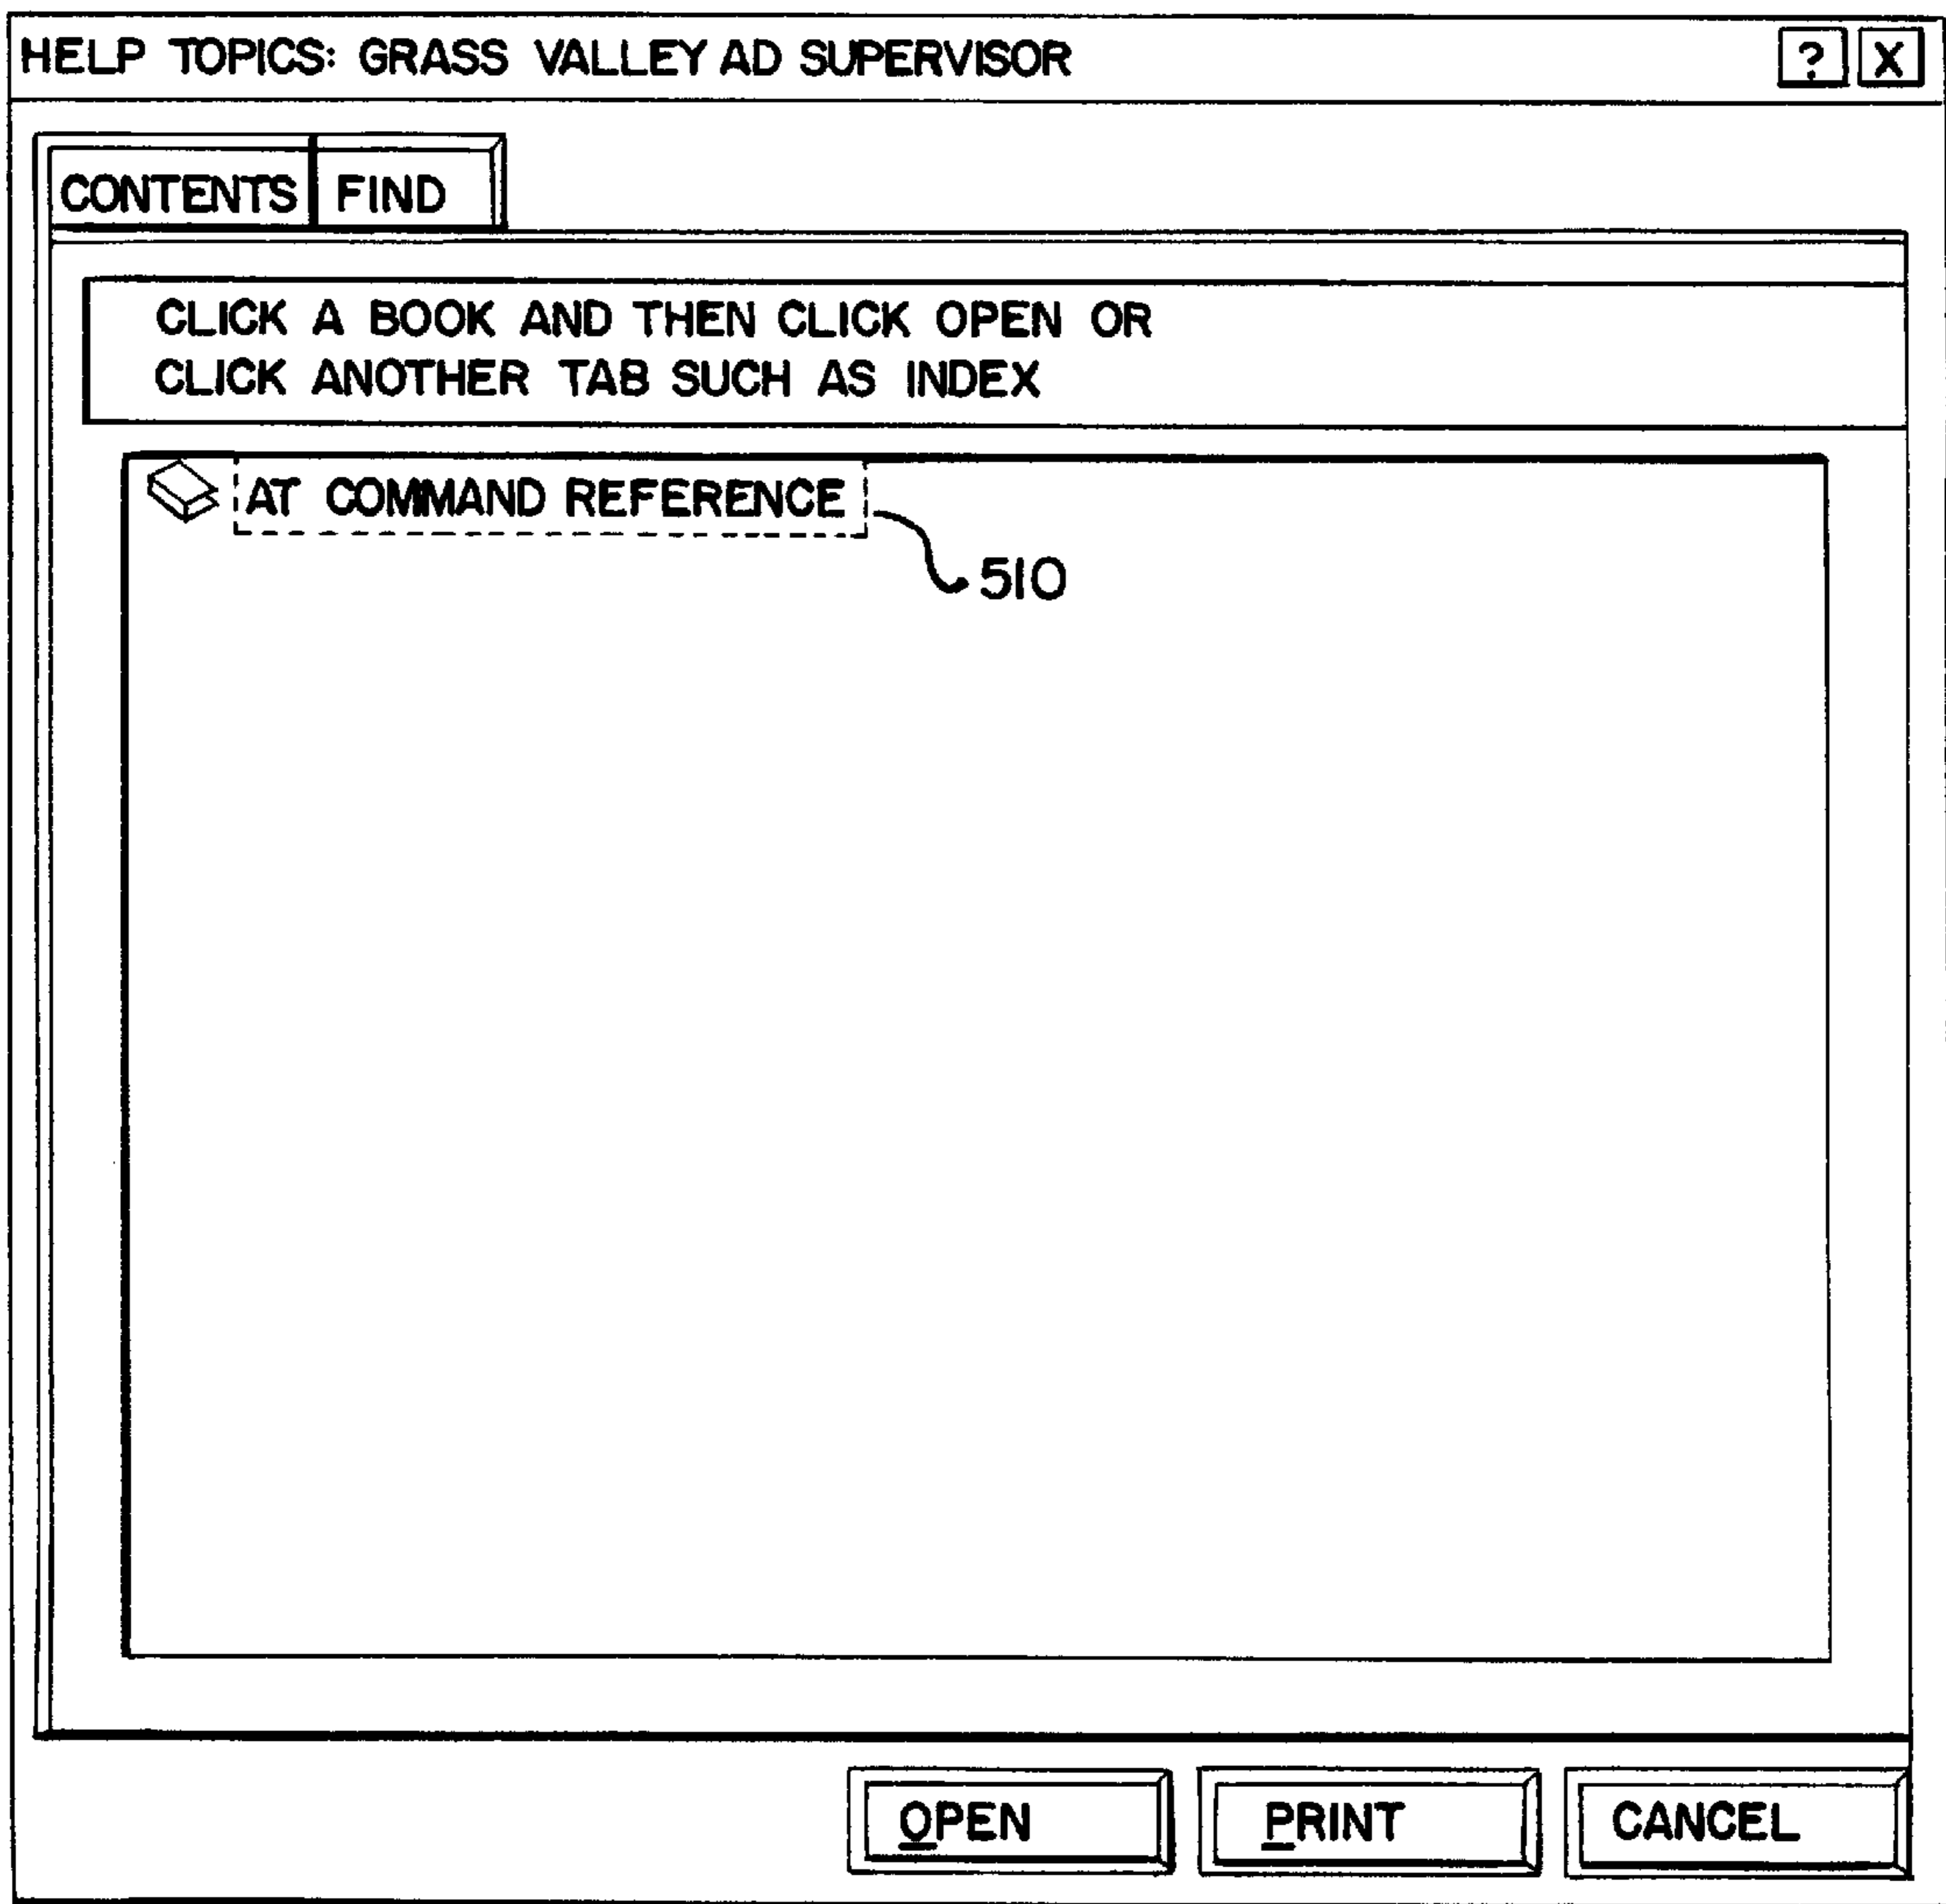 HELP TOPICS: GRASS VALLEY AD SUPERVISOR ? X
CONTENTS FIND
CLICK A BOOK AND THEN CLICK OPEN OR
CLICK ANOTHER TAB SUCH AS INDEX
AT COMMAND REFERENCE
510
OPEN PRINT CANCEL